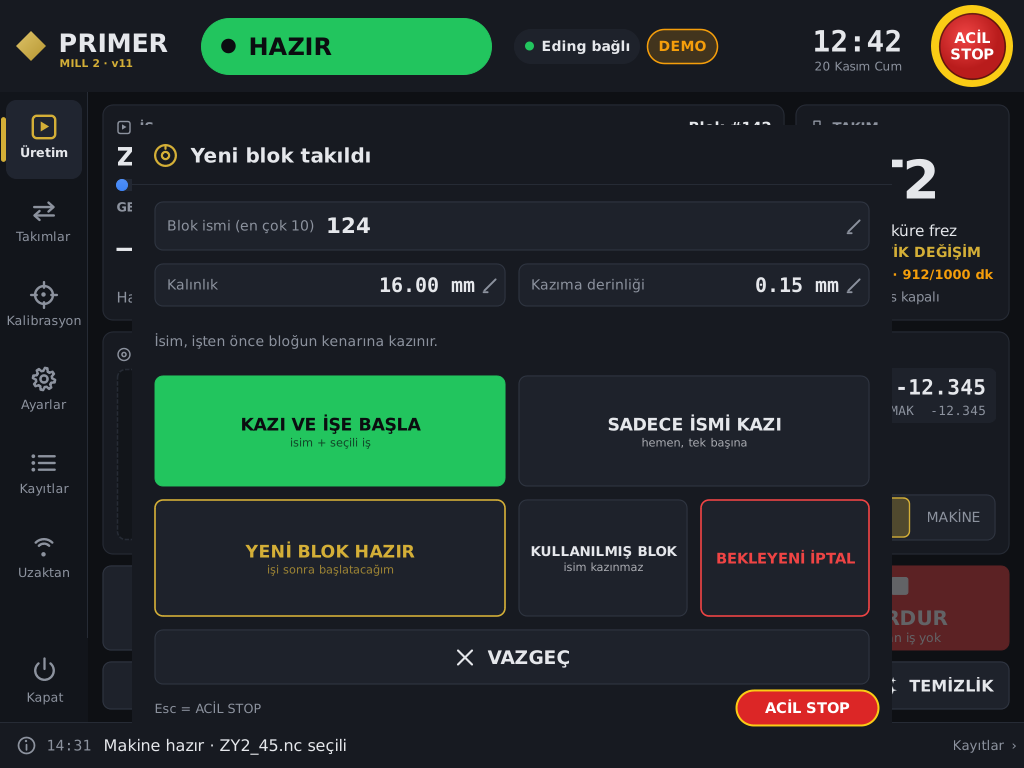 PRIMER
MILL 2 · v11
HAZIR
Eding bağlı
DEMO
12:42
20 Kasım Cum
ACİL
STOP
Üretim
Takımlar
Kalibrasyon
Ayarlar
Kayıtlar
Uzaktan
Kapat
Yeni blok takıldı
Blok ismi (en çok 10) 124
Kalınlık 16.00 mm
Kazıma derinliği 0.15 mm
İsim, işten önce bloğun kenarına kazınır.
KAZI VE İŞE BAŞLA
isim + seçili iş
SADECE İSMİ KAZI
hemen, tek başına
YENİ BLOK HAZIR
işi sonra başlatacağım
KULLANILMIŞ BLOK
isim kazınmaz
BEKLEYENİ İPTAL
VAZGEÇ
Esc = ACİL STOP
ACİL STOP
küre frez
DEĞİŞİM
· 912/1000 dk
kapalı
-12.345
-12.345
MAKİNE
iş yok
TEMİZLİK
14:31 Makine hazır · ZY2_45.nc seçili
Kayıtlar ›